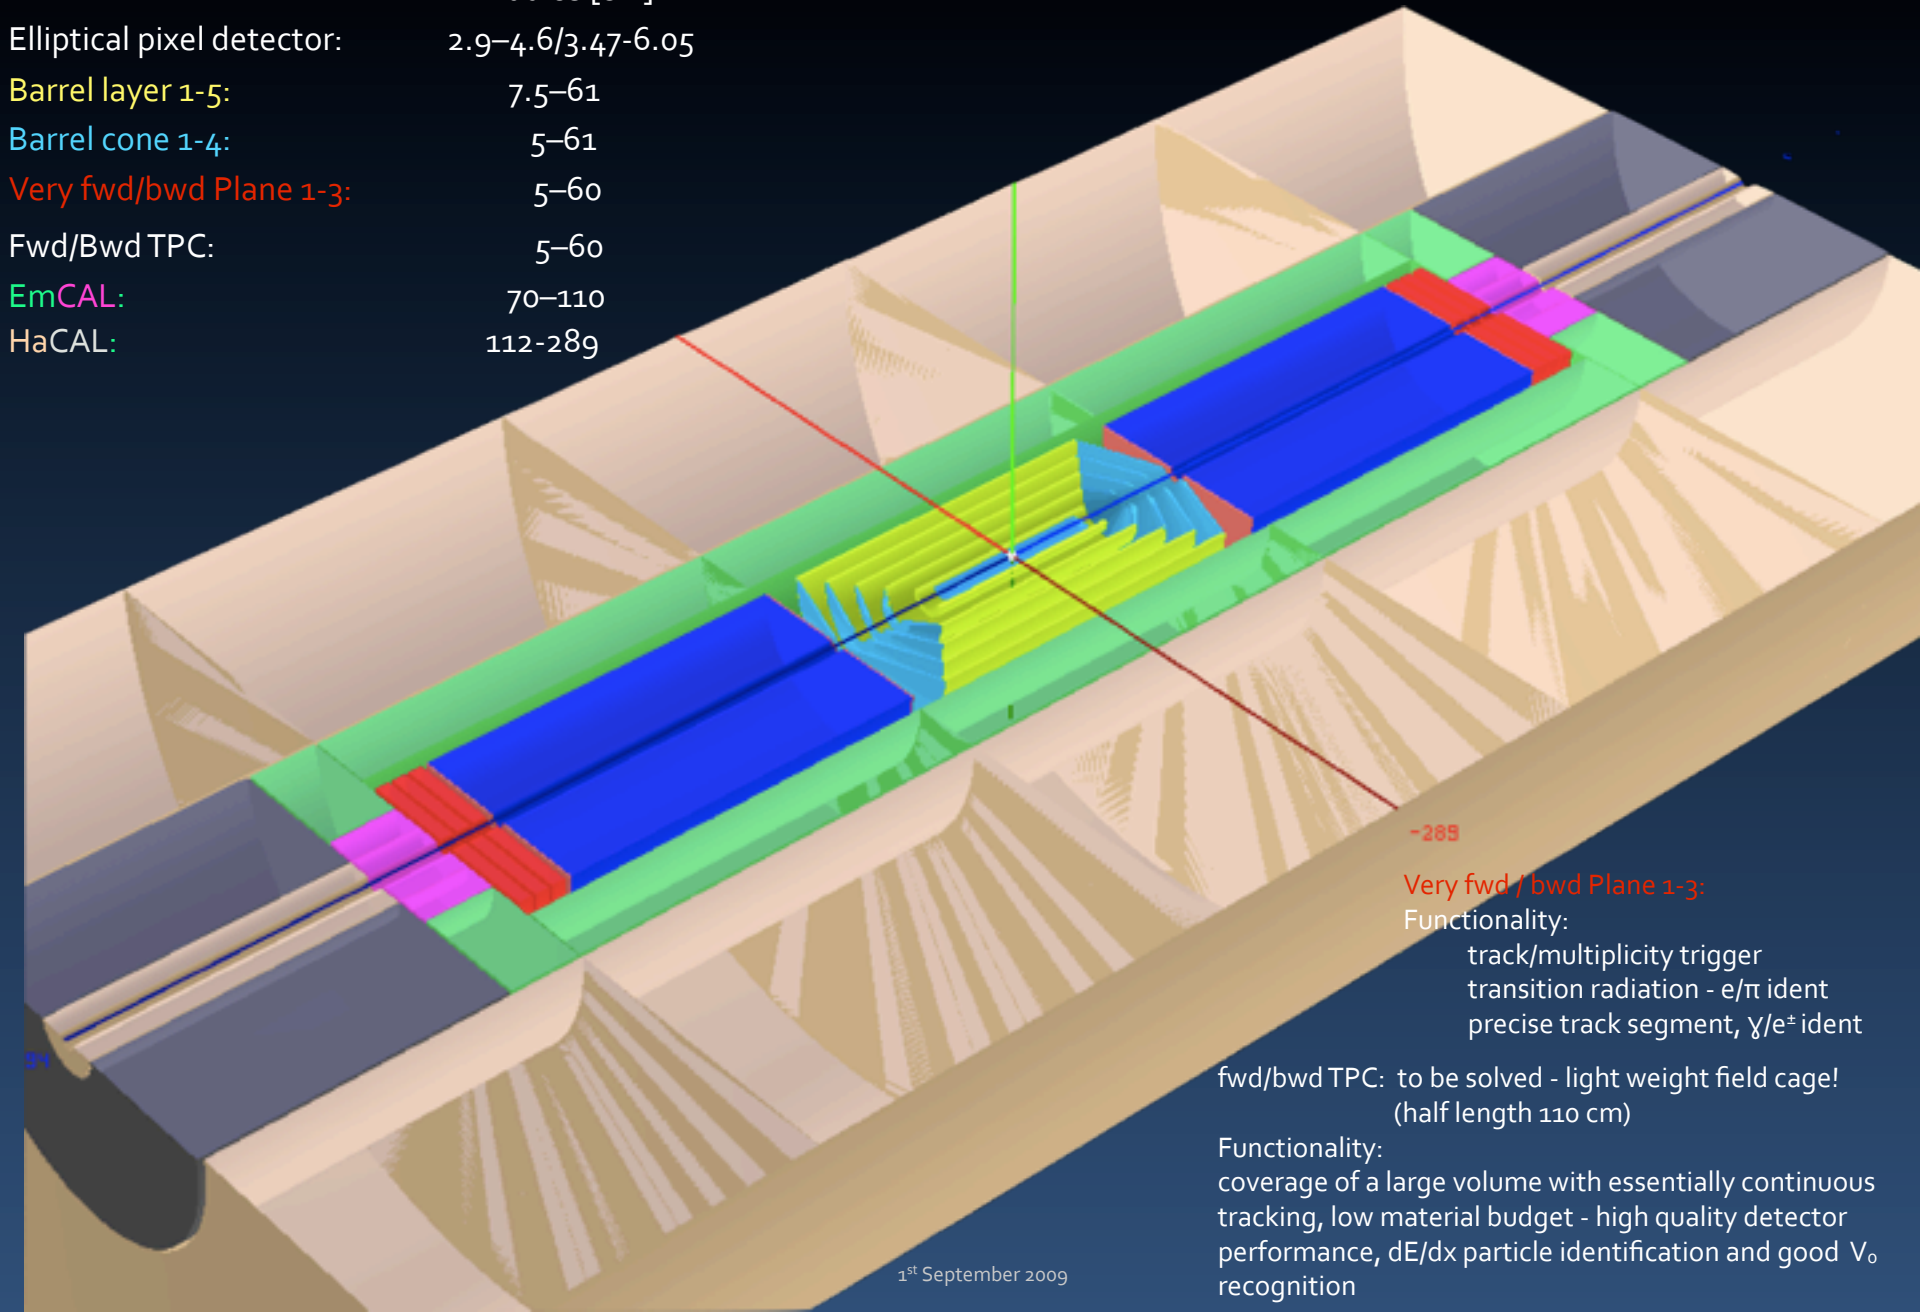 Elliptical pixel detector: 2.9–4.6/3.47-6.05
Barrel layer 1-5: 7.5–61
Barrel cone 1-4: 5–61
Very fwd/bwd Plane 1-3: 5–60
Fwd/Bwd TPC: 5–60
EmCAL: 70–110
HaCAL: 112-289
-289
Very fwd / bwd Plane 1-3:
Functionality:
track/multiplicity trigger
transition radiation - e/π ident
precise track segment, γ/e± ident
fwd/bwd TPC: to be solved - light weight field cage!
(half length 110 cm)
Functionality:
coverage of a large volume with essentially continuous
tracking, low material budget - high quality detector
performance, dE/dx particle identification and good V₀
recognition
1st September 2009